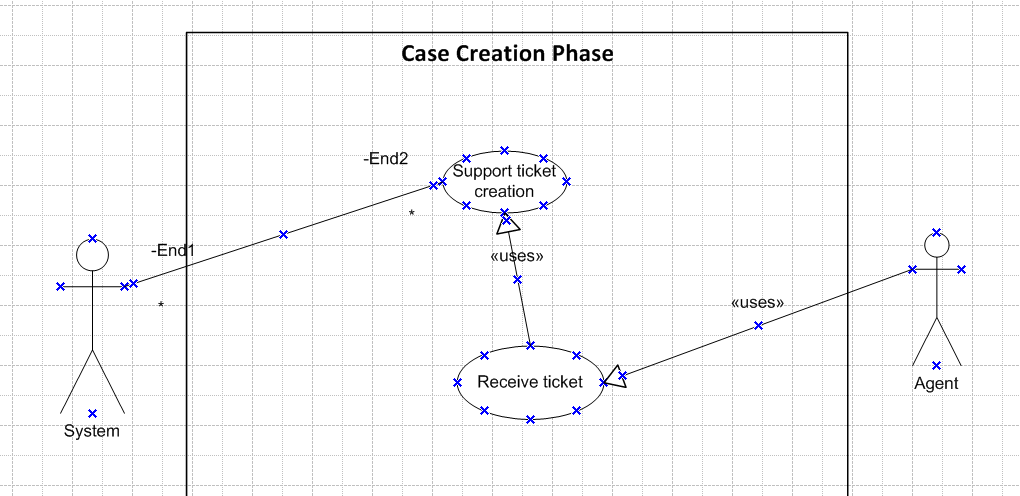 Case Creation Phase
-End2
Support ticket
creation
*
-End1
«uses»
*
«uses»
Receive ticket
Agent
System